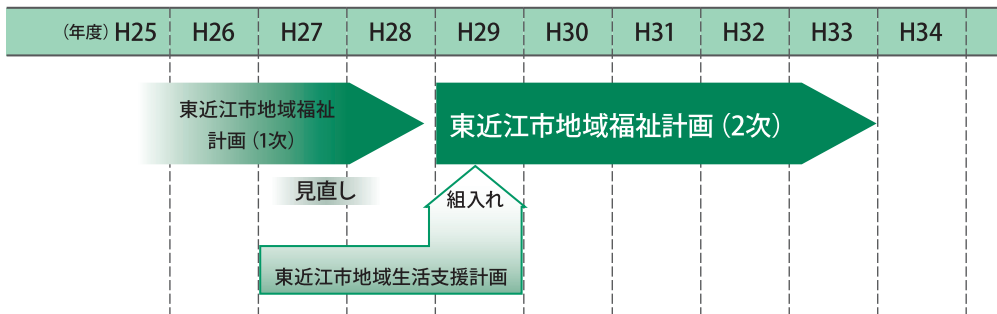 （年度） H25 H26 H27 H28 H29 H30 H31 H32 H33 H34
東近江市地域福祉
計画（1次）
東近江市地域福祉計画（2次）
見直し
組入れ
東近江市地域生活支援計画